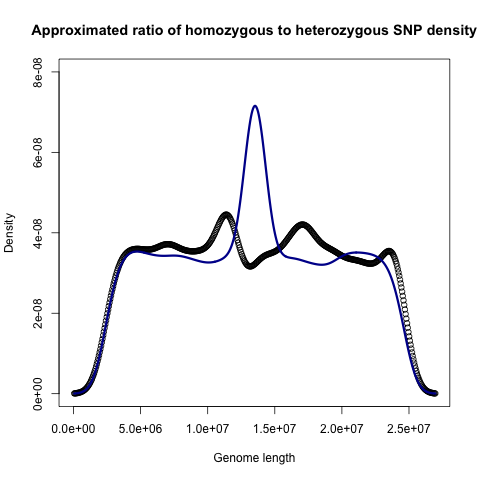 Approximated ratio of homozygous to heterozygous SNP density
8e-08
6e-08
4e-08
2e-08
0e+00
Density
0.0e+00 5.0e+06 1.0e+07 1.5e+07 2.0e+07 2.5e+07
Genome length